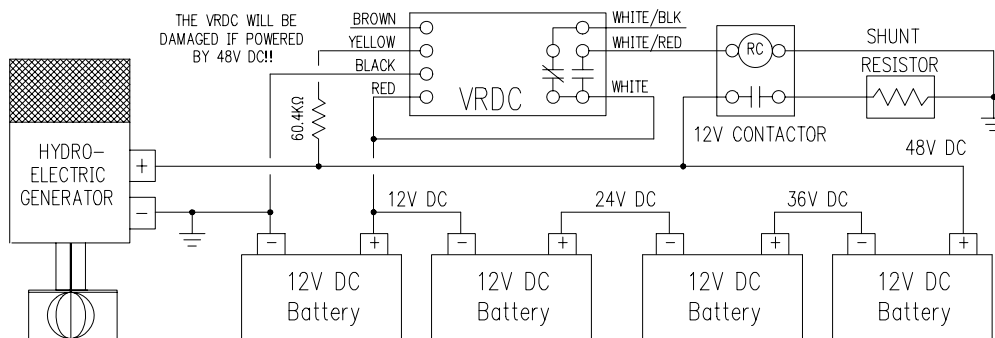 THE VRDC WILL BE
DAMAGED IF POWERED
BY 48V DC!!
BROWN
YELLOW
BLACK
RED
60.4KΩ
VRDC
WHITE/BLK
WHITE/RED
WHITE
RC
12V CONTACTOR
SHUNT
RESISTOR
48V DC
HYDRO-
ELECTRIC
GENERATOR
+
-
12V DC
24V DC
36V DC
- +
- +
- +
- +
12V DC
Battery
12V DC
Battery
12V DC
Battery
12V DC
Battery